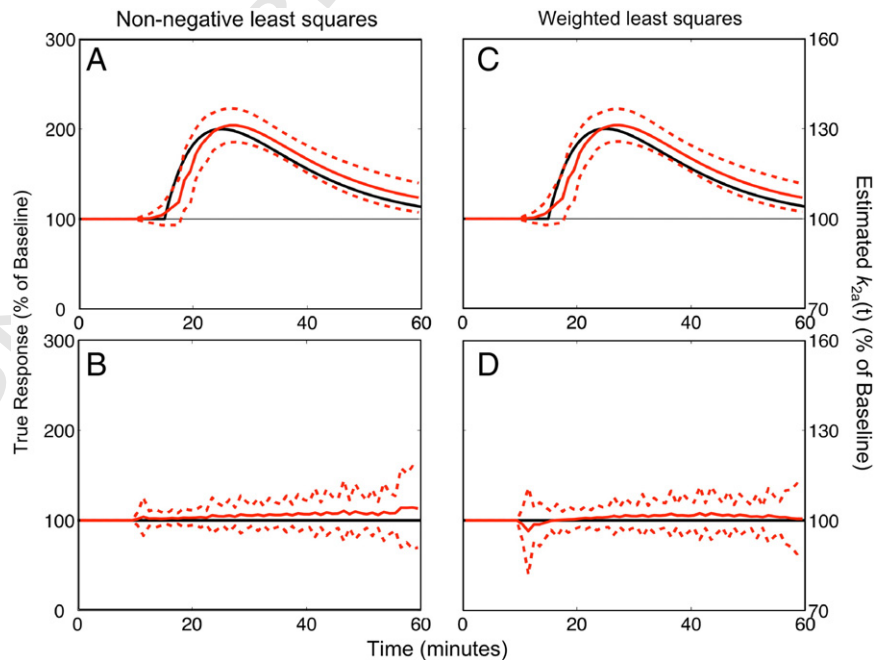 Non-negative least squares
Weighted least squares
300
200
100
0
A
0 20 40 60
C
160
130
100
70
0 20 40 60
300
200
100
0
B
0 20 40 60
D
160
130
100
70
0 20 40 60
True Response (% of Baseline)
Estimated k2a(t) (% of Baseline)
Time (minutes)